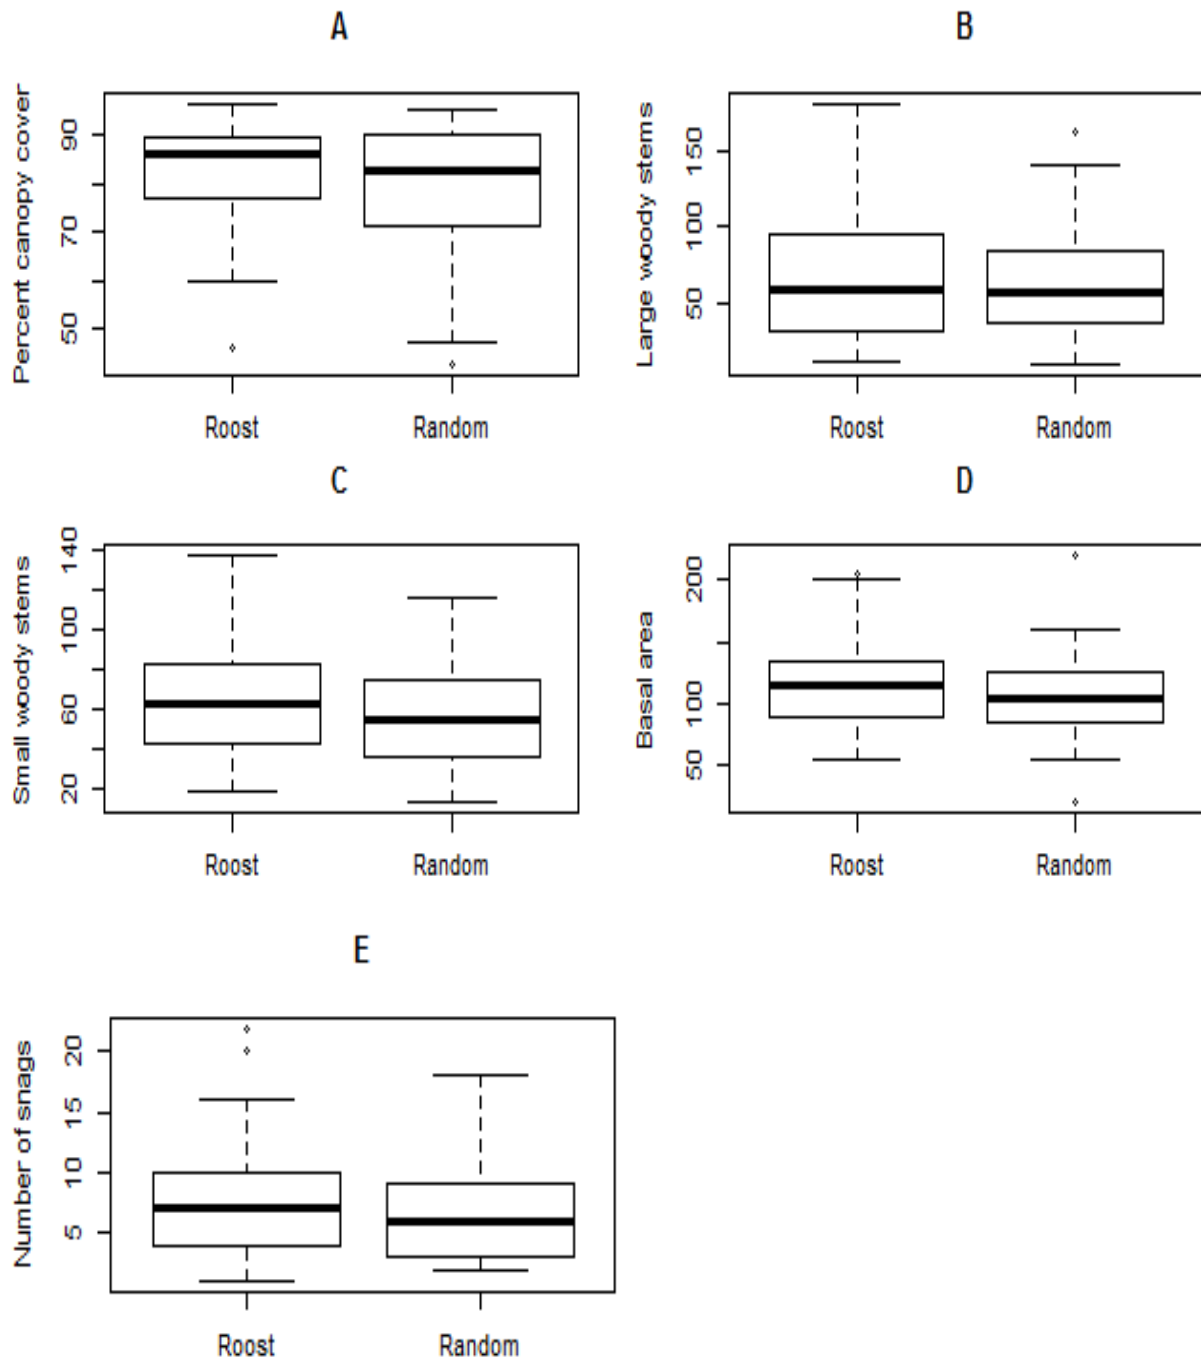 A
Percent canopy cover
90
70
50
Roost Random
B
Large woody stems
150
100
50
Roost Random
C
Small woody stems
140
100
60
20
Roost Random
D
Basal area
200
100
50
Roost Random
E
Number of snags
20
15
10
5
Roost Random